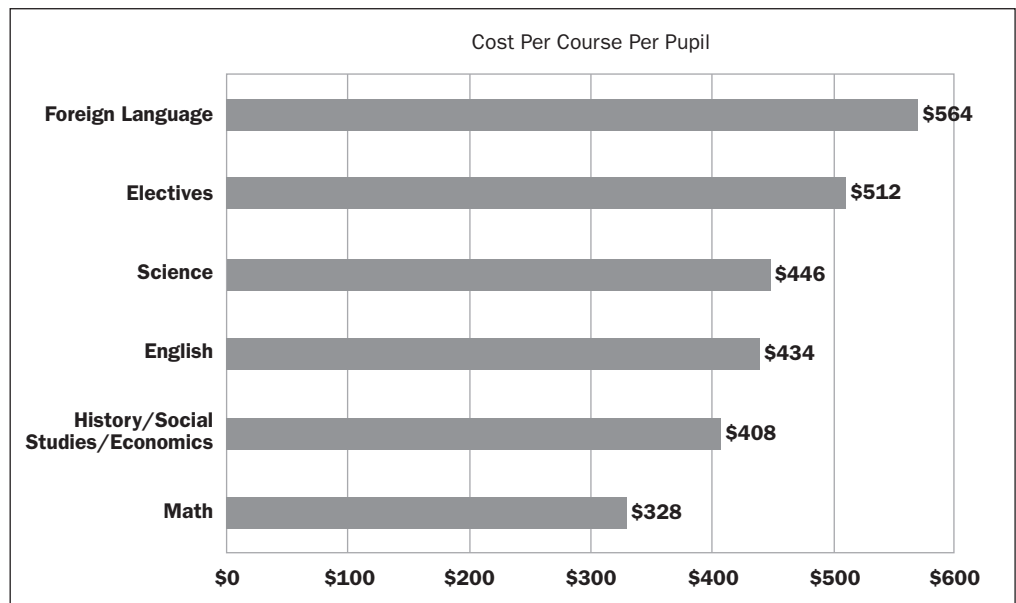 Cost Per Course Per Pupil
Foreign Language
$564
Electives
$512
Science
$446
English
$434
History/Social
Studies/Economics
$408
Math
$328
$0 $100 $200 $300 $400 $500 $600